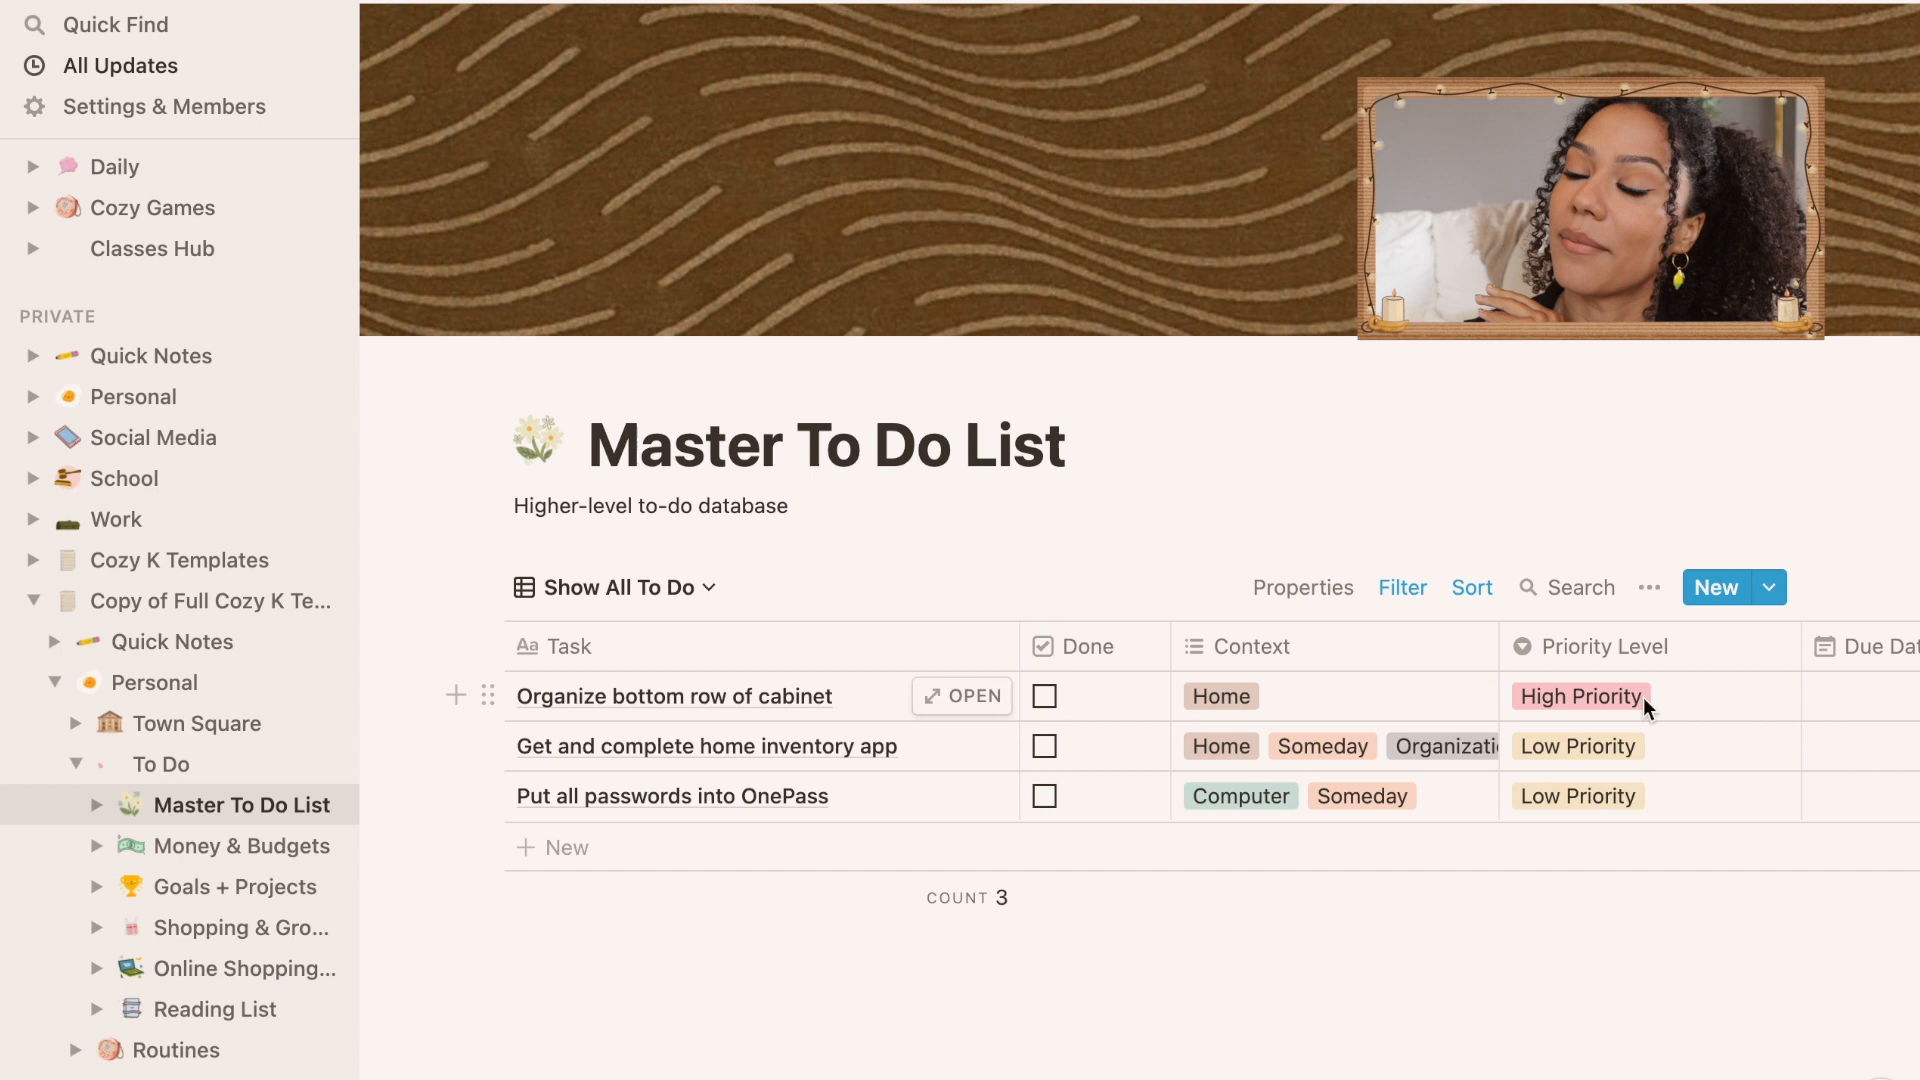 Quick Find
All Updates
Settings & Members
Daily
Cozy Games
Classes Hub
PRIVATE
Quick Notes
Personal
Social Media
School
Work
Cozy K Templates
Copy of Full Cozy K Te...
Quick Notes
Personal
Town Square
To Do
Master To Do List
Money & Budgets
Goals + Projects
Shopping & Gro...
Online Shopping...
Reading List
Routines
Master To Do List
Higher-level to-do database
Show All To Do Properties Filter Sort Search ••• New
Aa Task Done Context Priority Level Due Dat
Organize bottom row of cabinet OPEN Home High Priority
Get and complete home inventory app Home Someday Organizati Low Priority
Put all passwords into OnePass Computer Someday Low Priority
+ New
COUNT 3